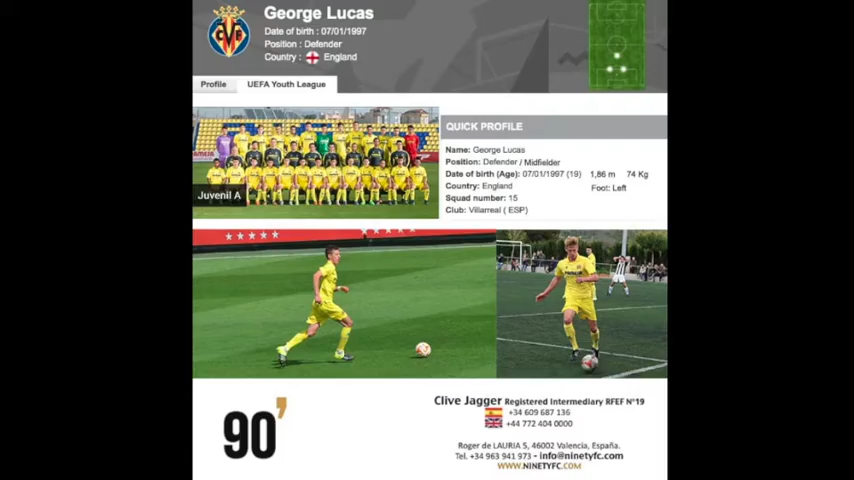 George Lucas
Date of birth : 07/01/1997
Position : Defender
Country : England
Profile
UEFA Youth League
Juvenil A
QUICK PROFILE
Name: George Lucas
Position: Defender / Midfielder
Date of birth (Age): 07/01/1997 (19) 1,86 m 74 Kg
Country: England Foot: Left
Squad number: 15
Club: Villarreal ( ESP)
90'
Clive Jagger Registered Intermediary RFEF Nº19
+34 609 687 136
+44 772 404 0000
Roger de LAURIA 5, 46002 Valencia, España.
Tel. +34 963 941 973 - info@ninetyfc.com
WWW.NINETYFC.COM